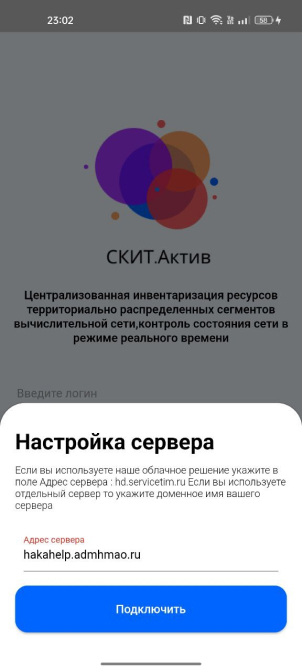 23:02
58
СКИТ.Актив
Централизованная инвентаризация ресурсов
территориально распределенных сегментов
вычислительной сети,контроль состояния сети в
режиме реального времени
Введите логин
Настройка сервера
Если вы используете наше облачное решение укажите в
поле Адрес сервера : hd.servicetim.ru Если вы используете
отдельный сервер то укажите доменное имя вашего
сервера
Адрес сервера
hakahelp.admhmao.ru
Подключить